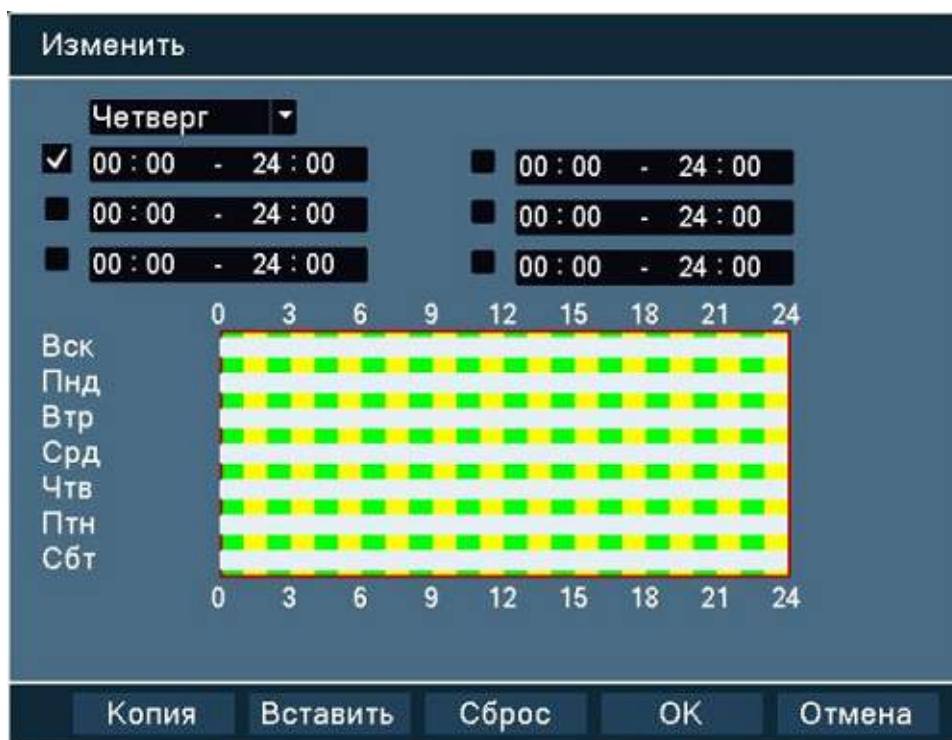 Изменить
Четверг
00:00 - 24:00 00:00 - 24:00
00:00 - 24:00 00:00 - 24:00
00:00 - 24:00 00:00 - 24:00
0 3 6 9 12 15 18 21 24
Вск
Пнд
Втр
Срд
Чтв
Птн
Сбт
0 3 6 9 12 15 18 21 24
Копия Вставить Сброс OK Отмена